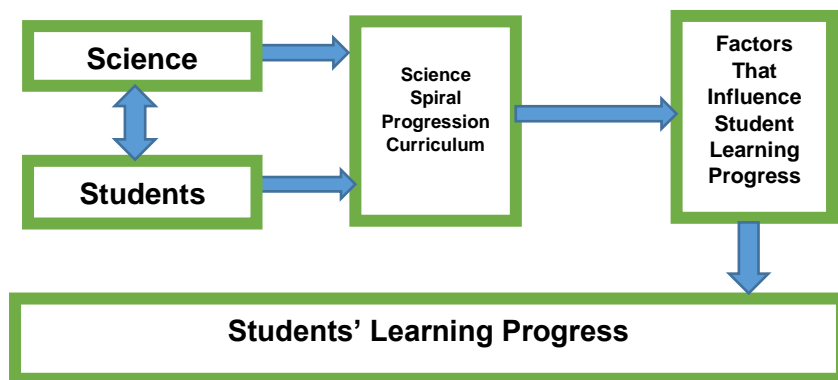 Science
Students
Science
Spiral
Progression
Curriculum
Factors
That
Influence
Student
Learning
Progress
Students’ Learning Progress